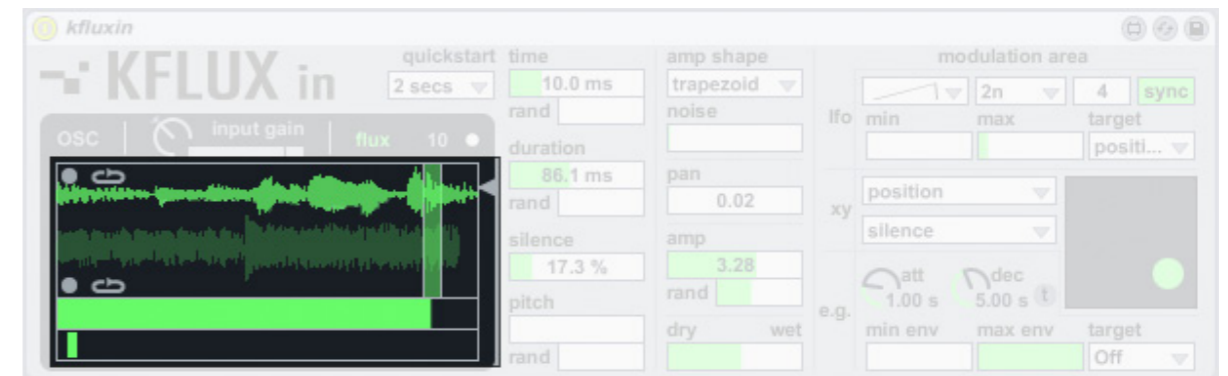 kfluxin
KFLUX in
quickstart
2 secs
OSC
input gain
flux 10
time
10.0 ms
rand
duration
86.1 ms
rand
silence
17.3 %
pitch
rand
amp shape
trapezoid
noise
pan
0.02
amp
3.28
rand
dry wet
modulation area
2n 4 sync
lfo min max target
positi...
xy
position
silence
att dec
e.g. 1.00 s 5.00 s t
min env max env target
Off